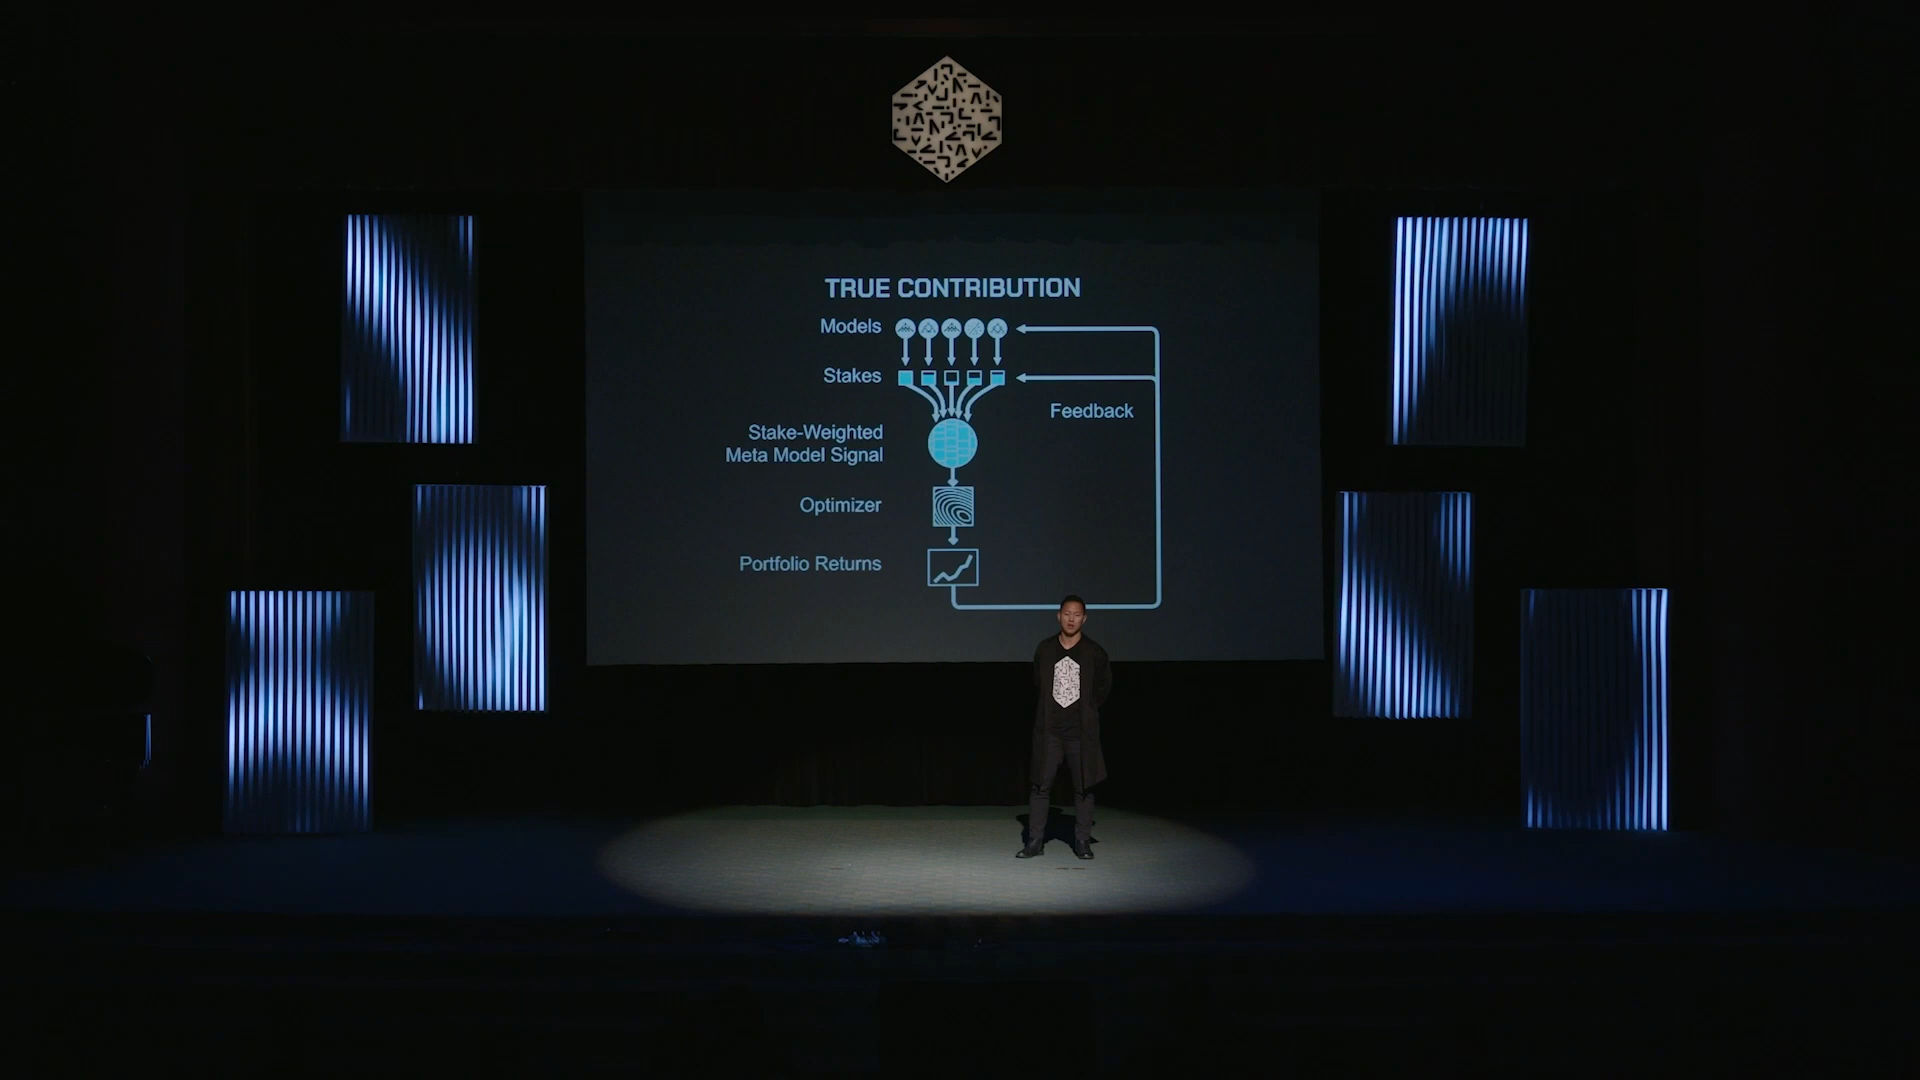 TRUE CONTRIBUTION
Models
Stakes
Feedback
Stake-Weighted
Meta Model Signal
Optimizer
Portfolio Returns